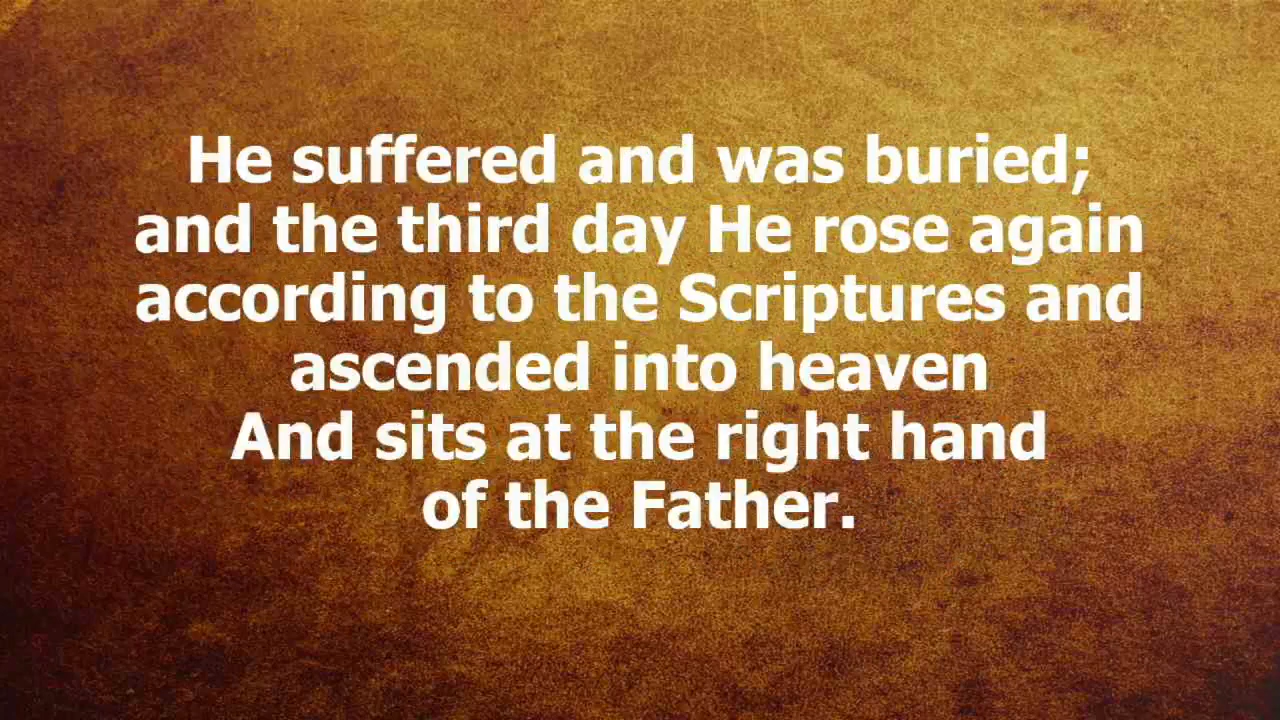 He suffered and was buried;
and the third day He rose again
according to the Scriptures and
ascended into heaven
And sits at the right hand
of the Father.